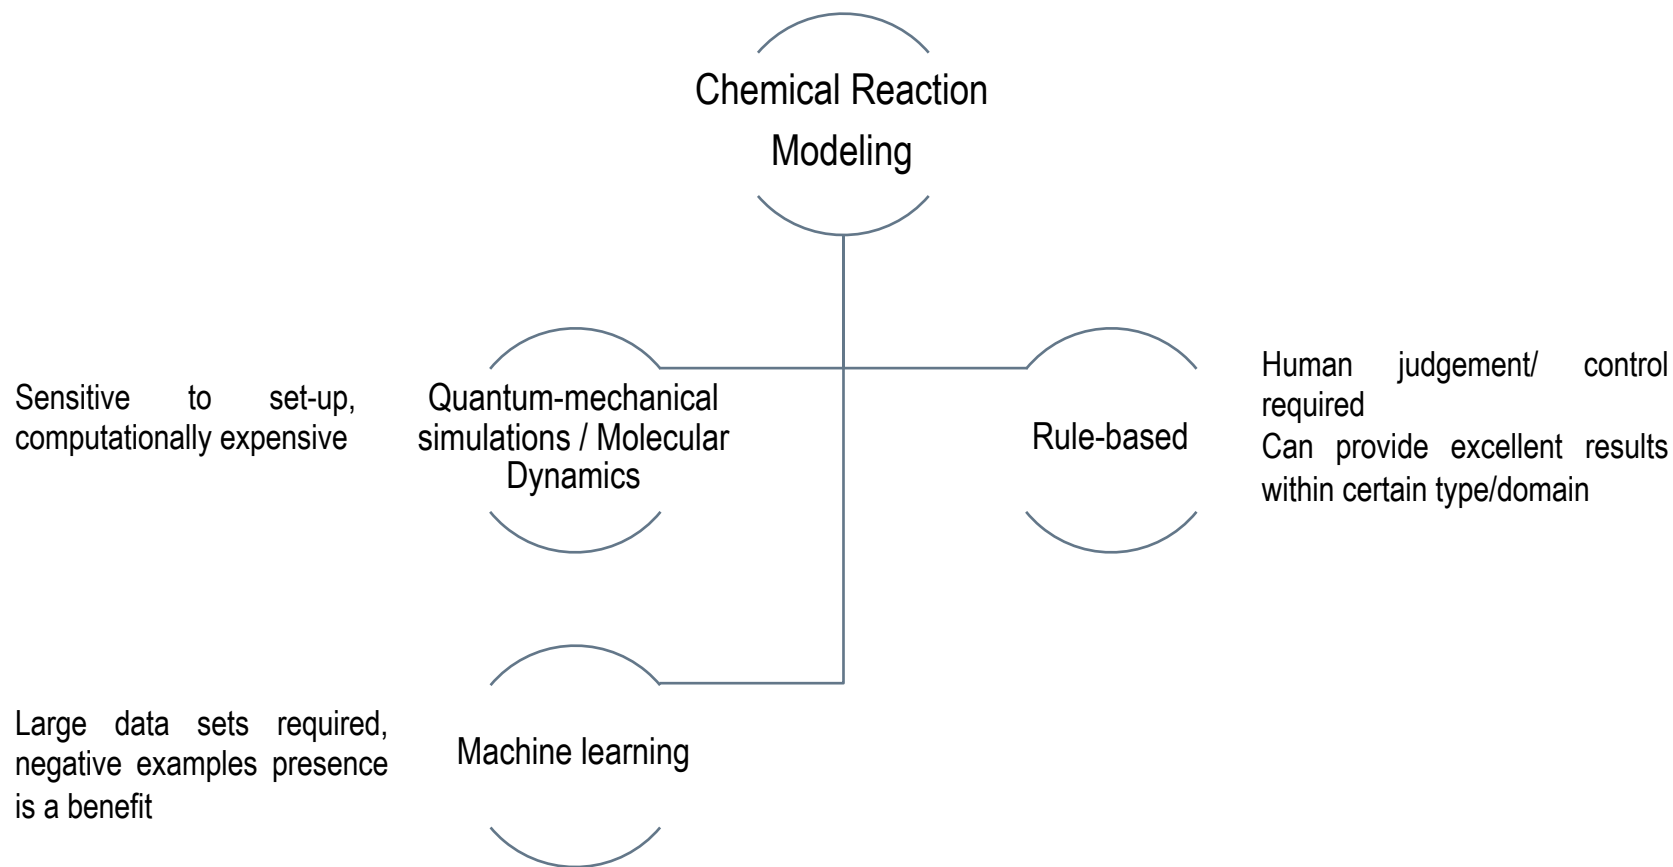 Chemical Reaction
Modeling
Sensitive to set-up,
computationally expensive
Quantum-mechanical
simulations / Molecular
Dynamics
Rule-based
Human judgement/ control
required
Can provide excellent results
within certain type/domain
Large data sets required,
negative examples presence
is a benefit
Machine learning